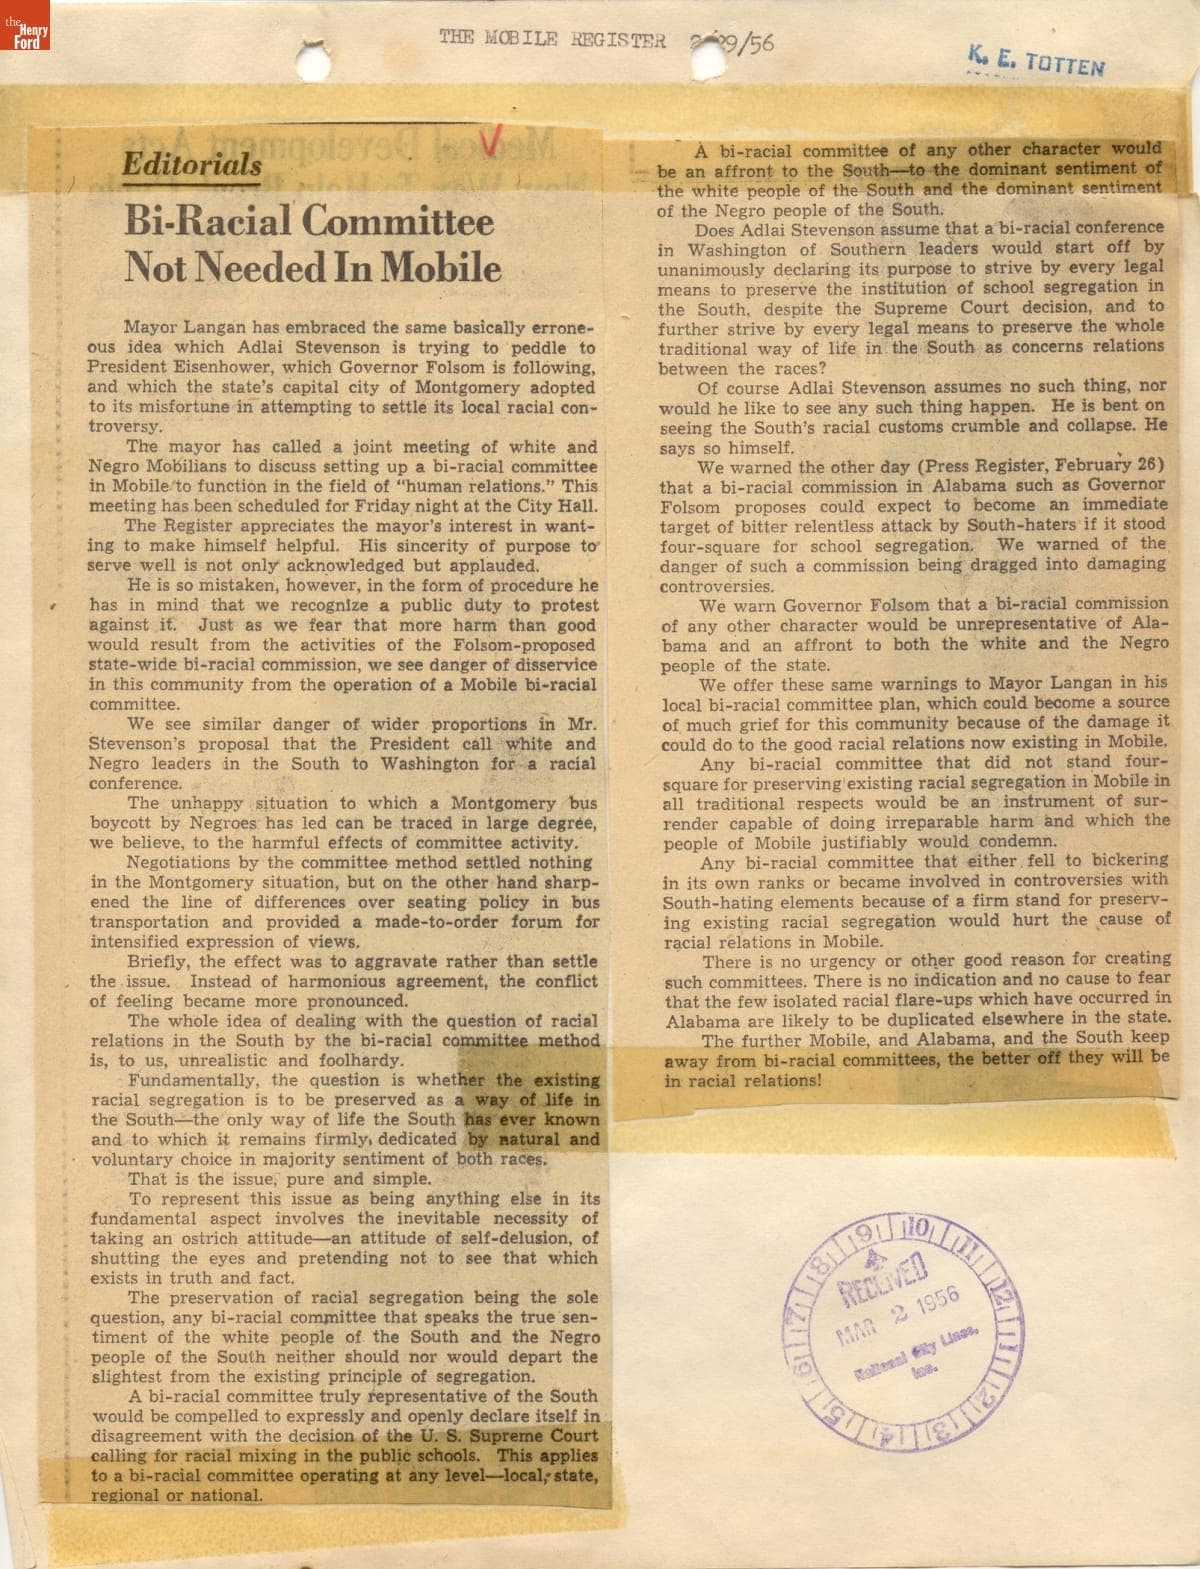 the
Henry
Ford
THE MOBILE REGISTER 2/29/56
K. E. TOTTEN
Editorials
Bi-Racial Committee
Not Needed In Mobile
Mayor Langan has embraced the same basically errone-
ous idea which Adlai Stevenson is trying to peddle to
President Eisenhower, which Governor Folsom is following,
and which the state's capital city of Montgomery adopted
to its misfortune in attempting to settle its local racial con-
troversy.
The mayor has called a joint meeting of white and
Negro Mobilians to discuss setting up a bi-racial committee
in Mobile to function in the field of "human relations." This
meeting has been scheduled for Friday night at the City Hall.
The Register appreciates the mayor's interest in want-
ing to make himself helpful. His sincerity of purpose to
serve well is not only acknowledged but applauded.
He is so mistaken, however, in the form of procedure he
has in mind that we recognize a public duty to protest
against it. Just as we fear that more harm than good
would result from the activities of the Folsom-proposed
state-wide bi-racial commission, we see danger of disservice
in this community from the operation of a Mobile bi-racial
committee.
We see similar danger of wider proportions in Mr.
Stevenson's proposal that the President call white and
Negro leaders in the South to Washington for a racial
conference.
The unhappy situation to which a Montgomery bus
boycott by Negroes has led can be traced in large degree,
we believe, to the harmful effects of committee activity.
Negotiations by the committee method settled nothing
in the Montgomery situation, but on the other hand sharp-
ened the line of differences over seating policy in bus
transportation and provided a made-to-order forum for
intensified expression of views.
Briefly, the effect was to aggravate rather than settle
the issue. Instead of harmonious agreement, the conflict
of feeling became more pronounced.
The whole idea of dealing with the question of racial
relations in the South by the bi-racial committee method
is, to us, unrealistic and foolhardy.
Fundamentally, the question is whether the existing
racial segregation is to be preserved as a way of life in
the South—the only way of life the South has ever known
and to which it remains firmly dedicated by natural and
voluntary choice in majority sentiment of both races.
That is the issue, pure and simple.
To represent this issue as being anything else in its
fundamental aspect involves the inevitable necessity of
taking an ostrich attitude—an attitude of self-delusion, of
shutting the eyes and pretending not to see that which
exists in truth and fact.
The preservation of racial segregation being the sole
question, any bi-racial committee that speaks the true sen-
timent of the white people of the South and the Negro
people of the South neither should nor would depart the
slightest from the existing principle of segregation.
A bi-racial committee truly representative of the South
would be compelled to expressly and openly declare itself in
disagreement with the decision of the U. S. Supreme Court
calling for racial mixing in the public schools. This applies
to a bi-racial committee operating at any level—local, state,
regional or national.
A bi-racial committee of any other character would
be an affront to the South—to the dominant sentiment of
the white people of the South and the dominant sentiment
of the Negro people of the South.
Does Adlai Stevenson assume that a bi-racial conference
in Washington of Southern leaders would start off by
unanimously declaring its purpose to strive by every legal
means to preserve the institution of school segregation in
the South, despite the Supreme Court decision, and to
further strive by every legal means to preserve the whole
traditional way of life in the South as concerns relations
between the races?
Of course Adlai Stevenson assumes no such thing, nor
would he like to see any such thing happen. He is bent on
seeing the South's racial customs crumble and collapse. He
says so himself.
We warned the other day (Press Register, February 26)
that a bi-racial commission in Alabama such as Governor
Folsom proposes could expect to become an immediate
target of bitter relentless attack by South-haters if it stood
four-square for school segregation. We warned of the
danger of such a commission being dragged into damaging
controversies.
We warn Governor Folsom that a bi-racial commission
of any other character would be unrepresentative of Ala-
bama and an affront to both the white and the Negro
people of the state.
We offer these same warnings to Mayor Langan in his
local bi-racial committee plan, which could become a source
of much grief for this community because of the damage it
could do to the good racial relations now existing in Mobile.
Any bi-racial committee that did not stand four-
square for preserving existing racial segregation in Mobile in
all traditional respects would be an instrument of sur-
render capable of doing irreparable harm and which the
people of Mobile justifiably would condemn.
Any bi-racial committee that either fell to bickering
in its own ranks or became involved in controversies with
South-hating elements because of a firm stand for preserv-
ing existing racial segregation would hurt the cause of
racial relations in Mobile.
There is no urgency or other good reason for creating
such committees. There is no indication and no cause to fear
that the few isolated racial flare-ups which have occurred in
Alabama are likely to be duplicated elsewhere in the state.
The further Mobile, and Alabama, and the South keep
away from bi-racial committees, the better off they will be
in racial relations!
1 2 3 4 5 6 7 8 9 10 11 12
A
RECEIVED
MAR 2 1956
National City Lines,
Inc.